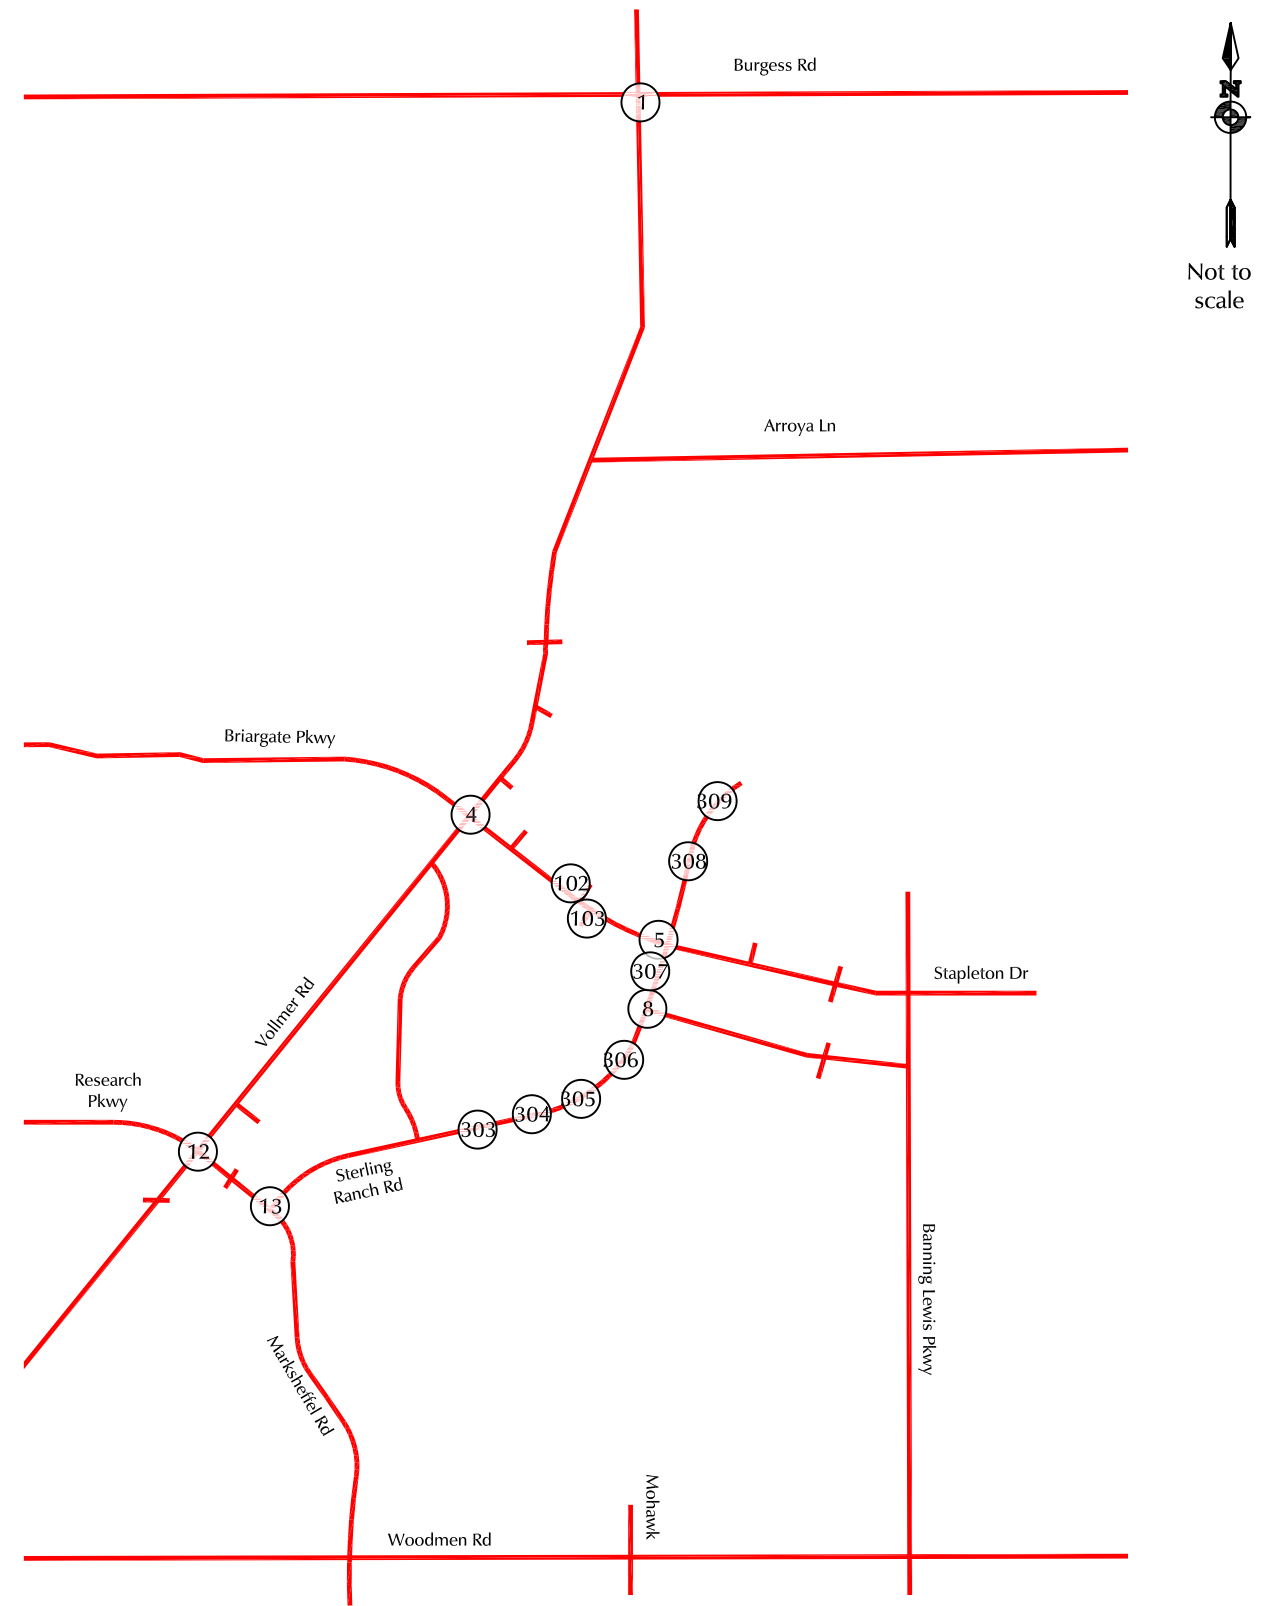 Burgess Rd
N
1
Not to
scale
Arroya Ln
Briargate Pkwy
309
4
308
102
103
5
307
Stapleton Dr
Vollmer Rd
8
306
Research
Pkwy
305
304
303
12
Sterling
Ranch Rd
13
Banning Lewis Pkwy
Marksheffel Rd
Mohawk
Woodmen Rd